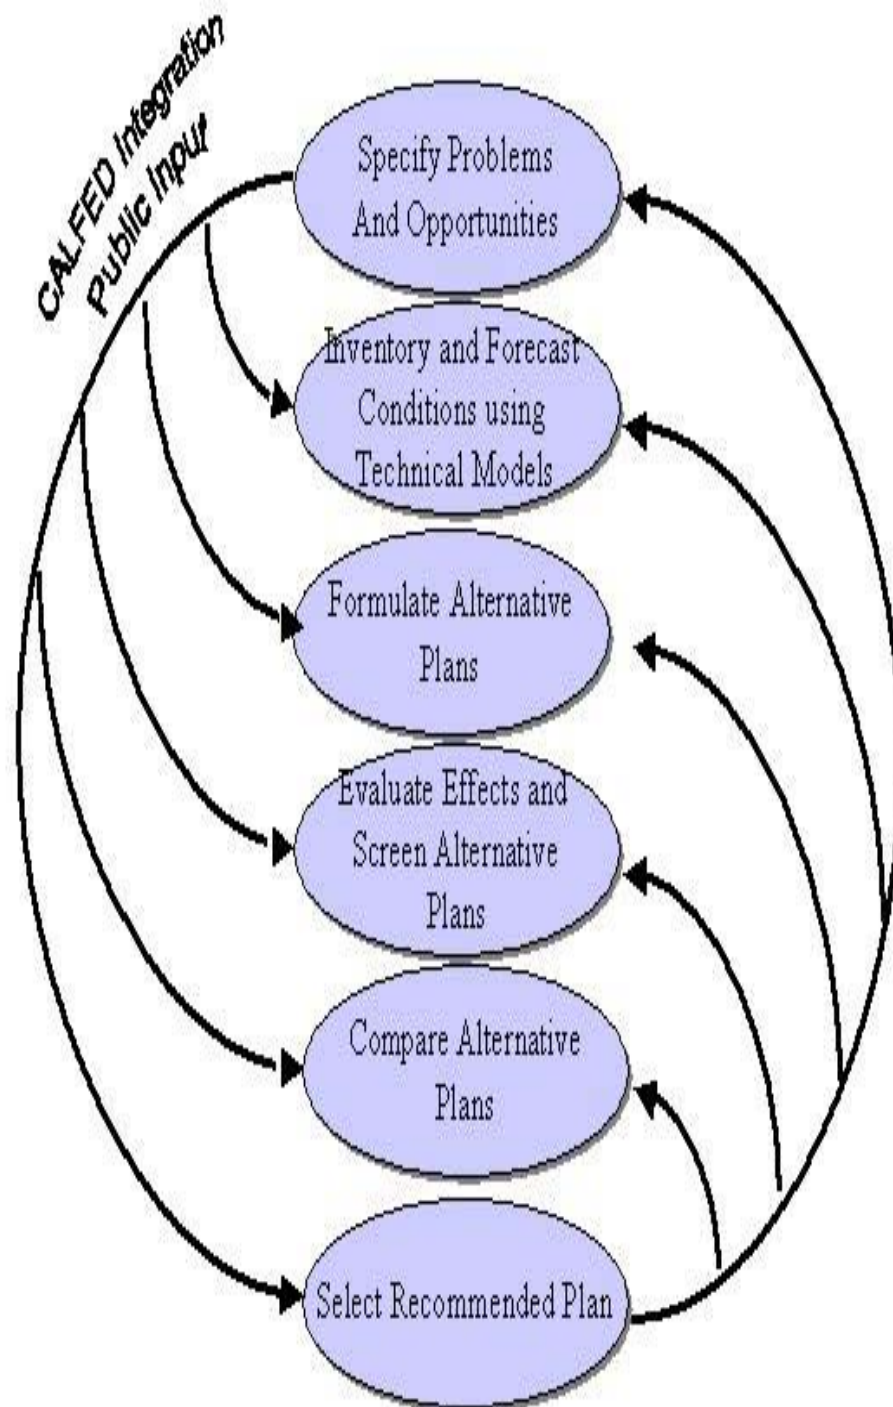 CALFED Integration
Public Input
Specify Problems
And Opportunities
Inventory and Forecast
Conditions using
Technical Models
Formulate Alternative
Plans
Evaluate Effects and
Screen Alternative
Plans
Compare Alternative
Plans
Select Recommended Plan